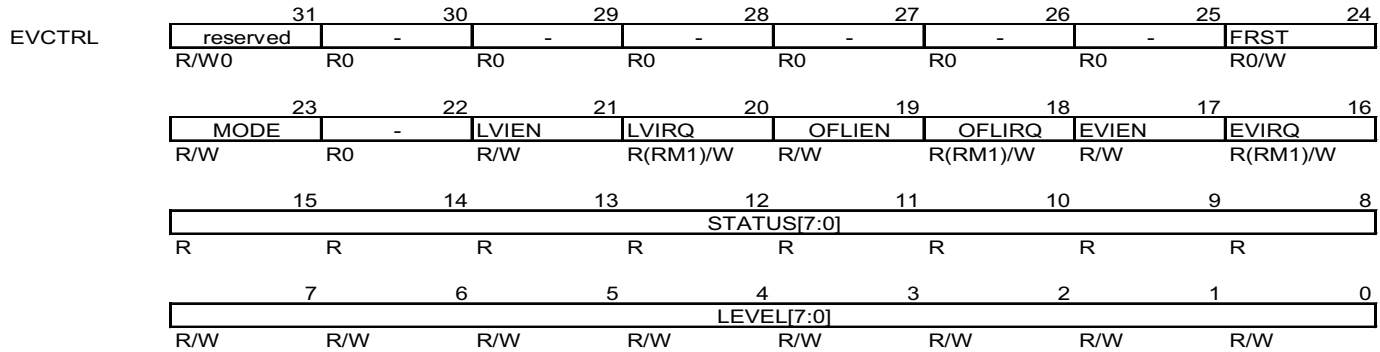 31 30 29 28 27 26 25 24
EVCTRL reserved - - - - - - FRST
R/W0 R0 R0 R0 R0 R0 R0 R0/W
23 22 21 20 19 18 17 16
MODE - LVIEN LVIRQ OFLIEN OFLIRQ EVIEN EVIRQ
R/W R0 R/W R(RM1)/W R/W R(RM1)/W R/W R(RM1)/W
15 14 13 12 11 10 9 8
STATUS[7:0]
R R R R R R R R
7 6 5 4 3 2 1 0
LEVEL[7:0]
R/W R/W R/W R/W R/W R/W R/W R/W